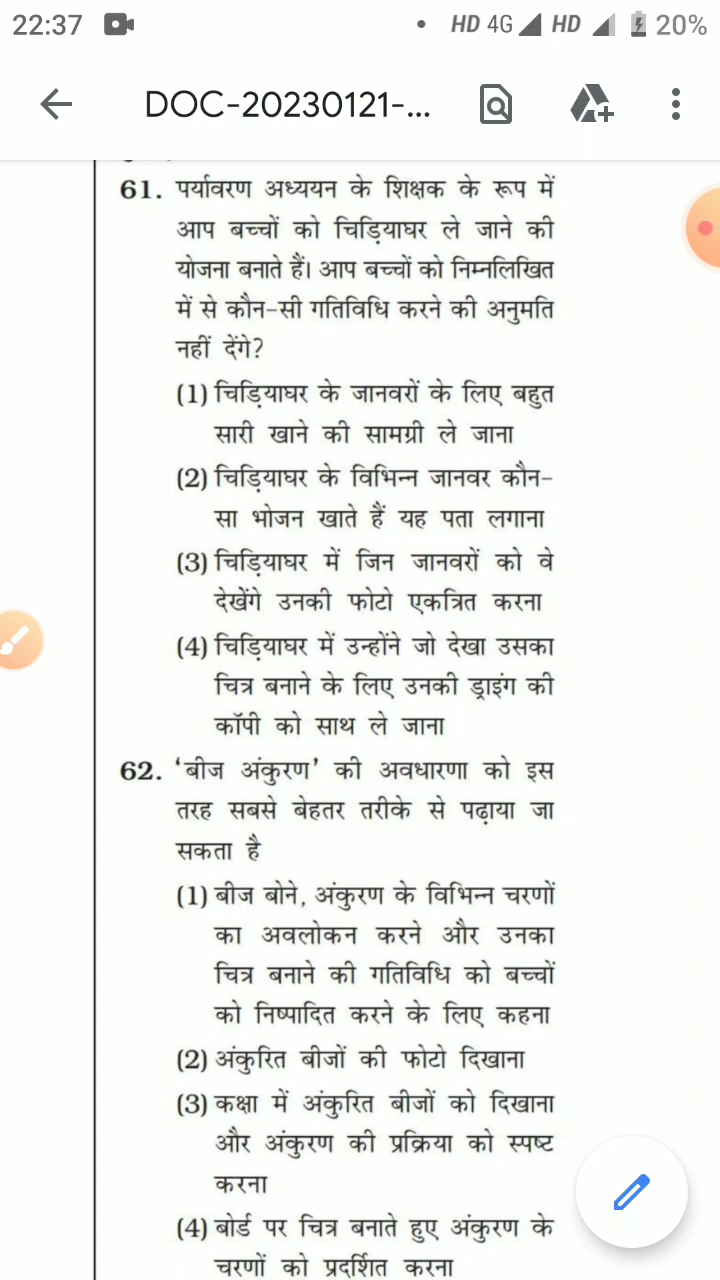 22:37
HD 4G HD 20%
DOC-20230121-...
61. पर्यावरण अध्ययन के शिक्षक के रूप में
आप बच्चों को चिड़ियाघर ले जाने की
योजना बनाते हैं। आप बच्चों को निम्नलिखित
में से कौन-सी गतिविधि करने की अनुमति
नहीं देंगे?
(1) चिड़ियाघर के जानवरों के लिए बहुत
सारी खाने की सामग्री ले जाना
(2) चिड़ियाघर के विभिन्न जानवर कौन-
सा भोजन खाते हैं यह पता लगाना
(3) चिड़ियाघर में जिन जानवरों को वे
देखेंगे उनकी फोटो एकत्रित करना
(4) चिड़ियाघर में उन्होंने जो देखा उसका
चित्र बनाने के लिए उनकी ड्राइंग की
कॉपी को साथ ले जाना
62. ‘बीज अंकुरण’ की अवधारणा को इस
तरह सबसे बेहतर तरीके से पढ़ाया जा
सकता है
(1) बीज बोने, अंकुरण के विभिन्न चरणों
का अवलोकन करने और उनका
चित्र बनाने की गतिविधि को बच्चों
को निष्पादित करने के लिए कहना
(2) अंकुरित बीजों की फोटो दिखाना
(3) कक्षा में अंकुरित बीजों को दिखाना
और अंकुरण की प्रक्रिया को स्पष्ट
करना
(4) बोर्ड पर चित्र बनाते हुए अंकुरण के
चरणों को प्रदर्शित करना